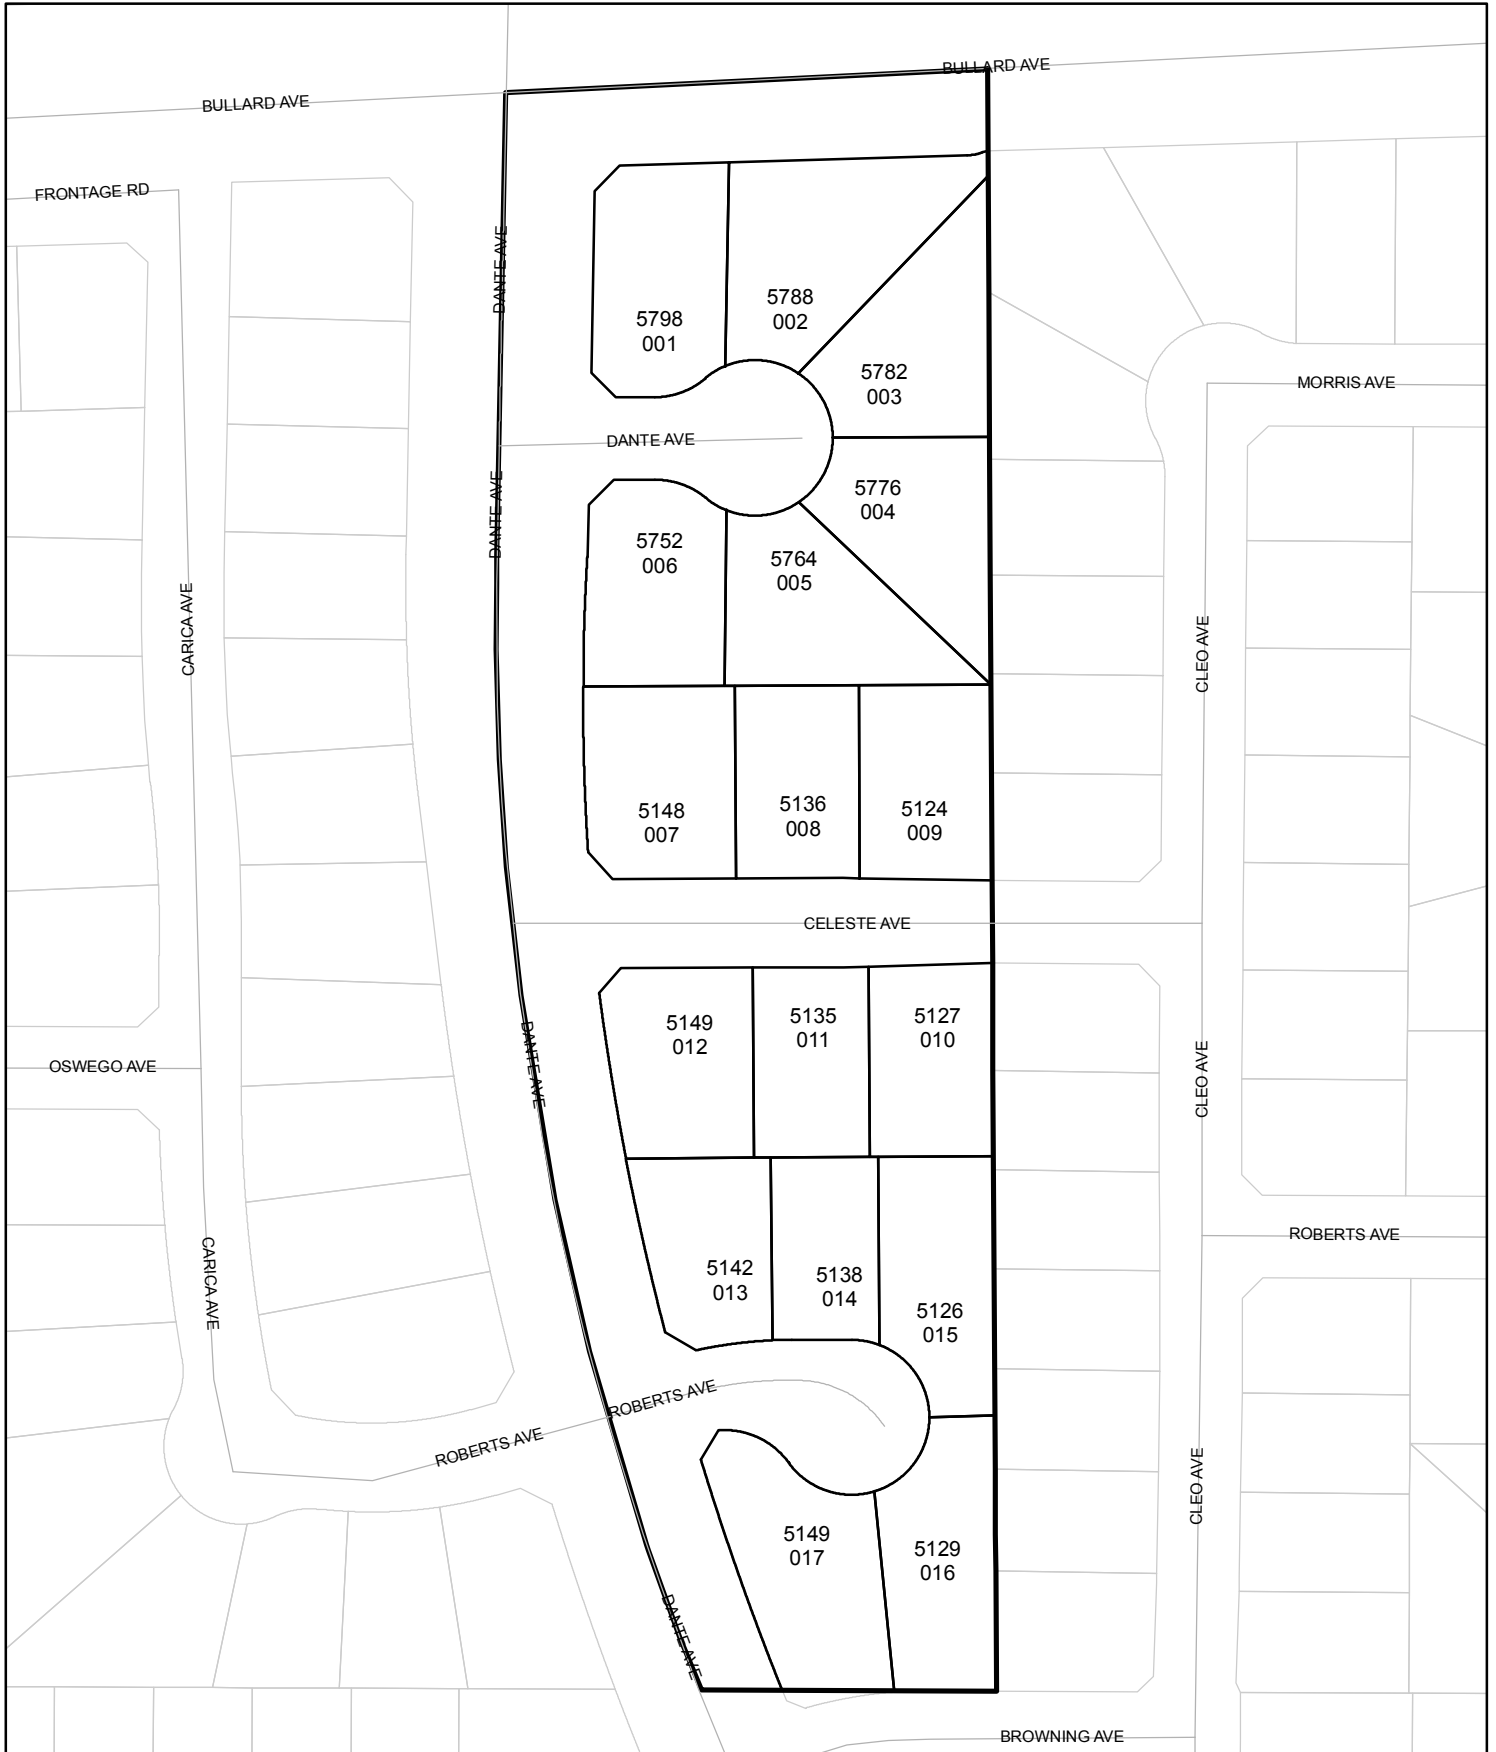 BULLARD AVE
BULLARD AVE
FRONTAGE RD
DANTE AVE
5798
001
5788
002
5782
003
MORRIS AVE
DANTE AVE
DANTE AVE
5776
004
5752
006
5764
005
CARICA AVE
CLEO AVE
5148
007
5136
008
5124
009
CELESTE AVE
5149
012
5135
011
5127
010
OSWEGO AVE
DANTE AVE
CLEO AVE
ROBERTS AVE
CARICA AVE
5142
013
5138
014
5126
015
ROBERTS AVE
ROBERTS AVE
CLEO AVE
5149
017
5129
016
DANTE AVE
BROWNING AVE